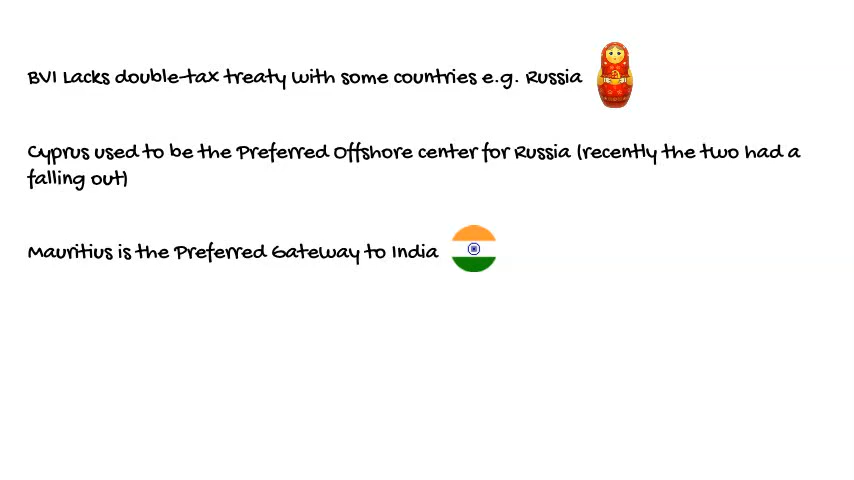 BVI Lacks double-tax treaty with some countries e.g. Russia
Cyprus used to be the Preferred Offshore center for Russia (recently the two had a
falling out)
Mauritius is the Preferred Gateway to India